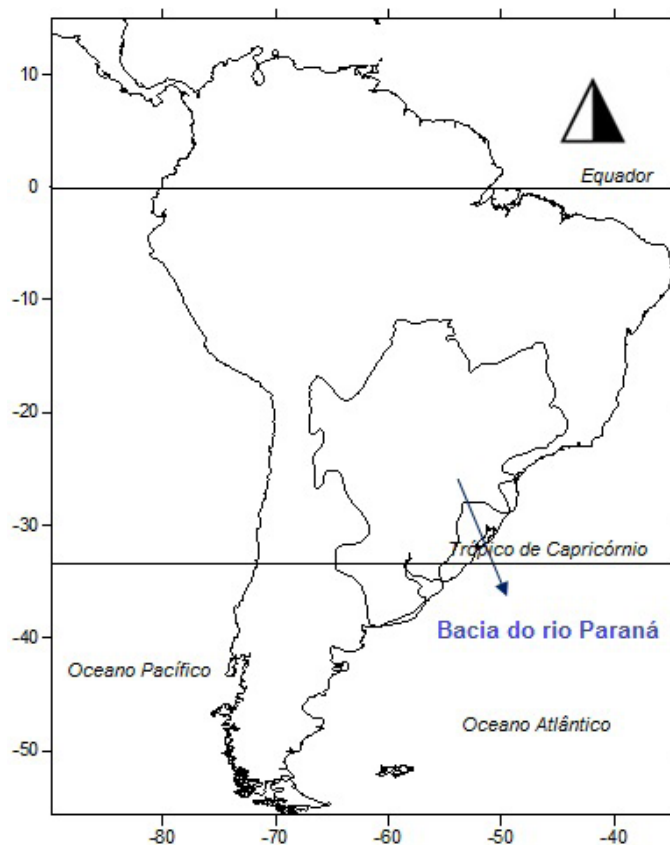 10
Equador
0
-10
-20
-30
Trópico de Capricórnio
-40
Bacia do rio Paraná
Oceano Pacífico
Oceano Atlântico
-50
-80
-70
-60
-50
-40